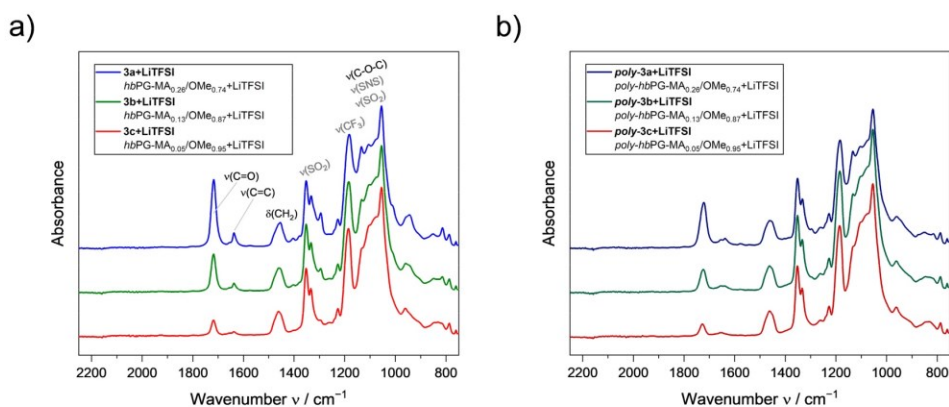 a)
3a+LiTFSI
hbPG-MA0.26/OMe0.74+LiTFSI
3b+LiTFSI
hbPG-MA0.13/OMe0.87+LiTFSI
3c+LiTFSI
hbPG-MA0.05/OMe0.95+LiTFSI
ν(C-O-C)
ν(SNS)
ν(SO2)
ν(CF3)
ν(SO2)
ν(C=O)
ν(C=C)
δ(CH2)
Absorbance
2200 2000 1800 1600 1400 1200 1000 800
Wavenumber ν / cm−1
b)
poly-3a+LiTFSI
poly-hbPG-MA0.26/OMe0.74+LiTFSI
poly-3b+LiTFSI
poly-hbPG-MA0.13/OMe0.87+LiTFSI
poly-3c+LiTFSI
poly-hbPG-MA0.05/OMe0.95+LiTFSI
Absorbance
2200 2000 1800 1600 1400 1200 1000 800
Wavenumber ν / cm−1